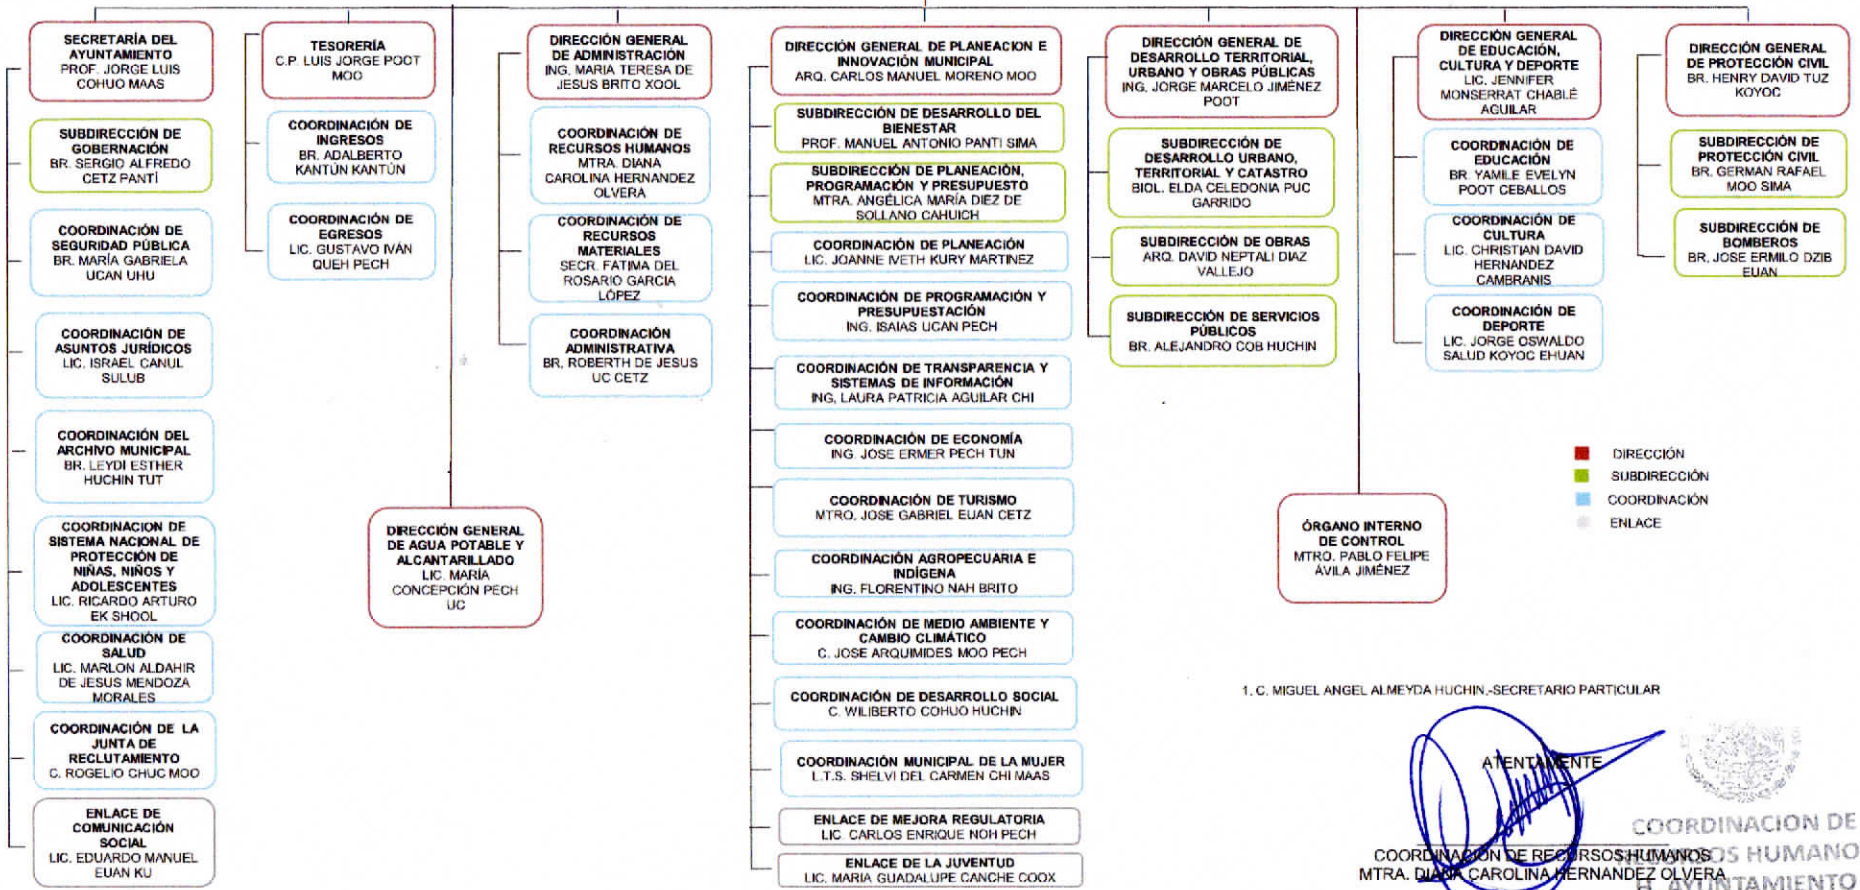 SECRETARÍA DEL
AYUNTAMIENTO
PROF. JORGE LUIS
COHUO MAAS
SUBDIRECCIÓN DE
GOBERNACIÓN
BR. SERGIO ALFREDO
CETZ PANTÍ
COORDINACIÓN DE
SEGURIDAD PÚBLICA
BR. MARÍA GABRIELA
UCAN UHU
COORDINACIÓN DE
ASUNTOS JURÍDICOS
LIC. ISRAEL CANUL
SULUB
COORDINACIÓN DEL
ARCHIVO MUNICIPAL
BR. LEYDI ESTHER
HUCHIN TUT
COORDINACION DE
SISTEMA NACIONAL DE
PROTECCIÓN DE
NIÑAS, NIÑOS Y
ADOLESCENTES
LIC. RICARDO ARTURO
EK SHOOL
COORDINACIÓN DE
SALUD
LIC. MARLON ALDAHIR
DE JESUS MENDOZA
MORALES
COORDINACIÓN DE LA
JUNTA DE
RECLUTAMIENTO
C. ROGELIO CHUC MOO
ENLACE DE
COMUNICACIÓN
SOCIAL
LIC. EDUARDO MANUEL
EUAN KU
TESORERÍA
C.P. LUIS JORGE POOT
MOO
COORDINACIÓN DE
INGRESOS
BR. ADALBERTO
KANTÚN KANTÚN
COORDINACIÓN DE
EGRESOS
LIC. GUSTAVO IVÁN
QUEH PECH
DIRECCIÓN GENERAL
DE AGUA POTABLE Y
ALCANTARILLADO
LIC. MARÍA
CONCEPCIÓN PECH
UC
DIRECCIÓN GENERAL
DE ADMINISTRACIÓN
ING. MARIA TERESA DE
JESUS BRITO XOOL
COORDINACIÓN DE
RECURSOS HUMANOS
MTRA. DIANA
CAROLINA HERNANDEZ
OLVERA
COORDINACIÓN DE
RECURSOS
MATERIALES
SECR. FATIMA DEL
ROSARIO GARCIA
LÓPEZ
COORDINACIÓN
ADMINISTRATIVA
BR. ROBERTH DE JESUS
UC CETZ
DIRECCIÓN GENERAL DE PLANEACION E
INNOVACIÓN MUNICIPAL
ARQ. CARLOS MANUEL MORENO MOO
SUBDIRECCIÓN DE DESARROLLO DEL
BIENESTAR
PROF. MANUEL ANTONIO PANTI SIMA
SUBDIRECCIÓN DE PLANEACIÓN,
PROGRAMACIÓN Y PRESUPUESTO
MTRA. ANGÉLICA MARÍA DIEZ DE
SOLLANO CAHUICH
COORDINACIÓN DE PLANEACIÓN
LIC. JOANNE IVETH KURY MARTINEZ
COORDINACIÓN DE PROGRAMACIÓN Y
PRESUPUESTACIÓN
ING. ISAIAS UCAN PECH
COORDINACIÓN DE TRANSPARENCIA Y
SISTEMAS DE INFORMACIÓN
ING. LAURA PATRICIA AGUILAR CHI
COORDINACIÓN DE ECONOMÍA
ING. JOSE ERMER PECH TUN
COORDINACIÓN DE TURISMO
MTRO. JOSE GABRIEL EUAN CETZ
COORDINACIÓN AGROPECUARIA E
INDÍGENA
ING. FLORENTINO NAH BRITO
COORDINACIÓN DE MEDIO AMBIENTE Y
CAMBIO CLIMÁTICO
C. JOSE ARQUIMIDES MOO PECH
COORDINACIÓN DE DESARROLLO SOCIAL
C. WILIBERTO COHUO HUCHIN
COORDINACIÓN MUNICIPAL DE LA MUJER
L.T.S. SHELVI DEL CARMEN CHI MAAS
ENLACE DE MEJORA REGULATORIA
LIC. CARLOS ENRIQUE NOH PECH
ENLACE DE LA JUVENTUD
LIC. MARIA GUADALUPE CANCHE COOX
DIRECCIÓN GENERAL DE
DESARROLLO TERRITORIAL,
URBANO Y OBRAS PÚBLICAS
ING. JORGE MARCELO JIMÉNEZ
POOT
SUBDIRECCIÓN DE
DESARROLLO URBANO,
TERRITORIAL Y CATASTRO
BIOL. ELDA CELEDONIA PUC
GARRIDO
SUBDIRECCIÓN DE OBRAS
ARQ. DAVID NEPTALI DIAZ
VALLEJO
SUBDIRECCIÓN DE SERVICIOS
PÚBLICOS
BR. ALEJANDRO COB HUCHIN
ÓRGANO INTERNO
DE CONTROL
MTRO. PABLO FELIPE
ÁVILA JIMÉNEZ
DIRECCIÓN GENERAL
DE EDUCACIÓN,
CULTURA Y DEPORTE
LIC. JENNIFER
MONSERRAT CHABLÉ
AGUILAR
COORDINACIÓN DE
EDUCACIÓN
BR. YAMILE EVELYN
POOT CEBALLOS
COORDINACIÓN DE
CULTURA
LIC. CHRISTIAN DAVID
HERNANDEZ
CAMBRANIS
COORDINACIÓN DE
DEPORTE
LIC. JORGE OSWALDO
SALUD KOYOC EHUAN
DIRECCIÓN GENERAL
DE PROTECCIÓN CIVIL
BR. HENRY DAVID TUZ
KOYOC
SUBDIRECCIÓN DE
PROTECCIÓN CIVIL
BR. GERMAN RAFAEL
MOO SIMA
SUBDIRECCIÓN DE
BOMBEROS
BR. JOSE ERMILO DZIB
EUAN
DIRECCIÓN
SUBDIRECCIÓN
COORDINACIÓN
ENLACE
1. C. MIGUEL ANGEL ALMEYDA HUCHIN.-SECRETARIO PARTICULAR
ATENTAMENTE
COORDINACIÓN DE RECURSOS HUMANOS
MTRA. DIANA CAROLINA HERNANDEZ OLVERA
COORDINACION DE
RECURSOS HUMANO
H. AYUNTAMIENTO